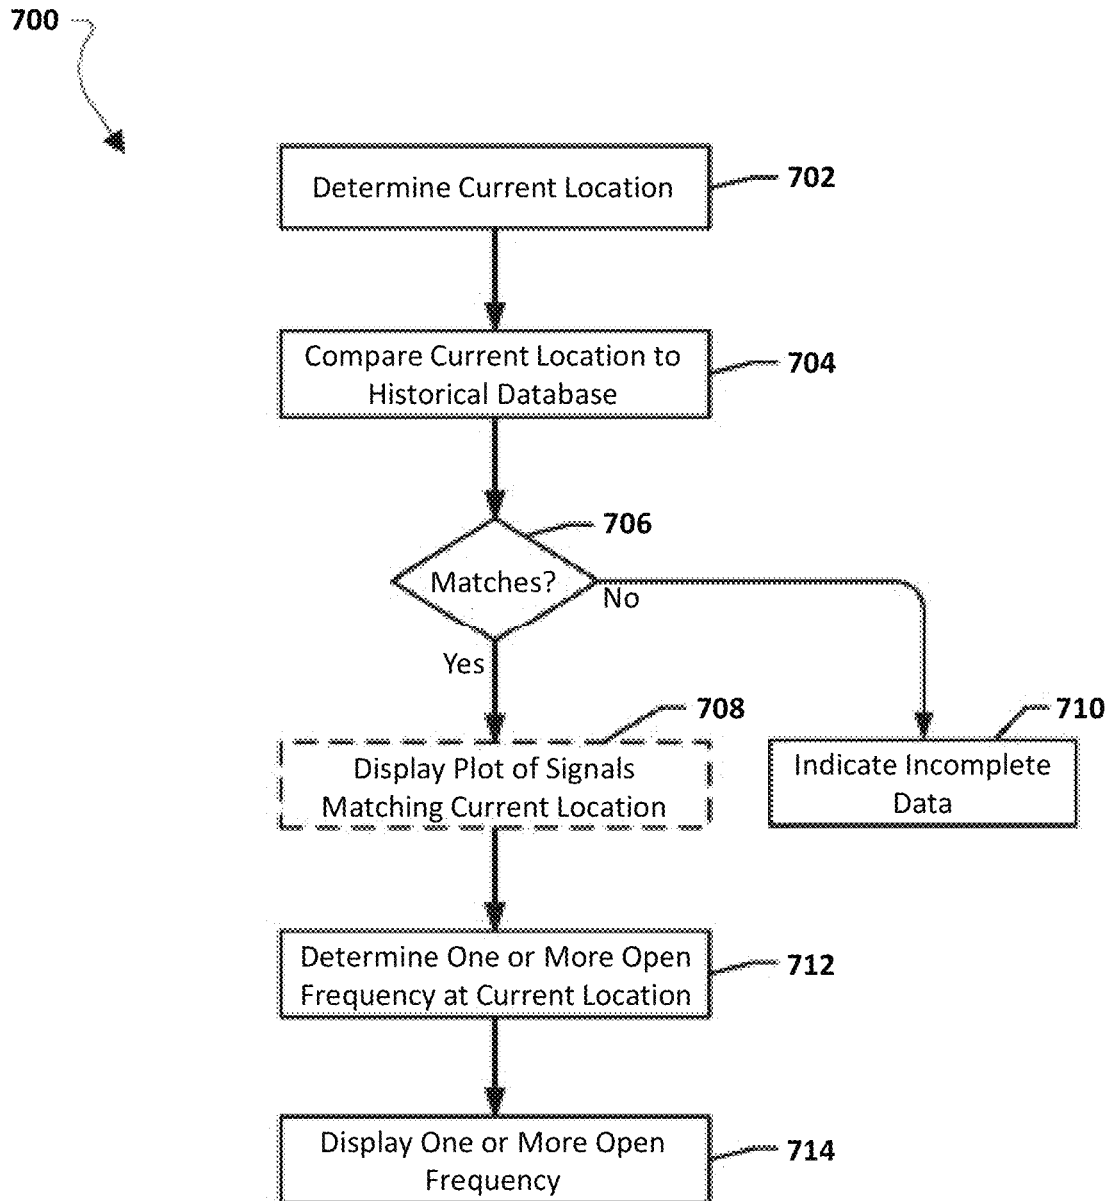 700
Determine Current Location
702
Compare Current Location to
Historical Database
704
706
Matches?
No
Yes
708
Display Plot of Signals
Matching Current Location
710
Indicate Incomplete
Data
Determine One or More Open
Frequency at Current Location
712
Display One or More Open
Frequency
714